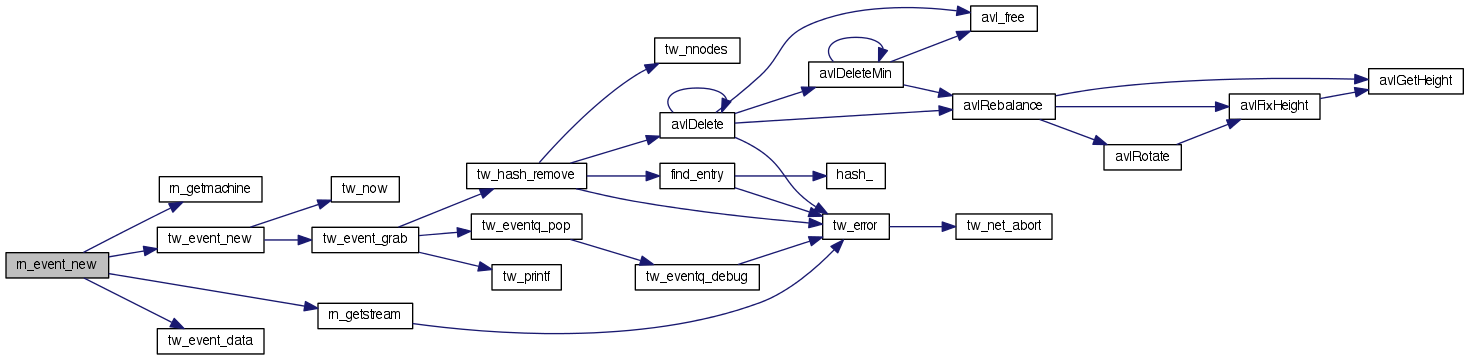 avl_free
tw_nnodes
avlDeleteMin
avlGetHeight
avlRebalance
avlFixHeight
avlDelete
avlRotate
tw_hash_remove
find_entry
hash_
rn_getmachine
tw_now
tw_event_new
tw_event_grab
tw_eventq_pop
tw_error
tw_net_abort
rn_event_new
tw_printf
tw_eventq_debug
rn_getstream
tw_event_data